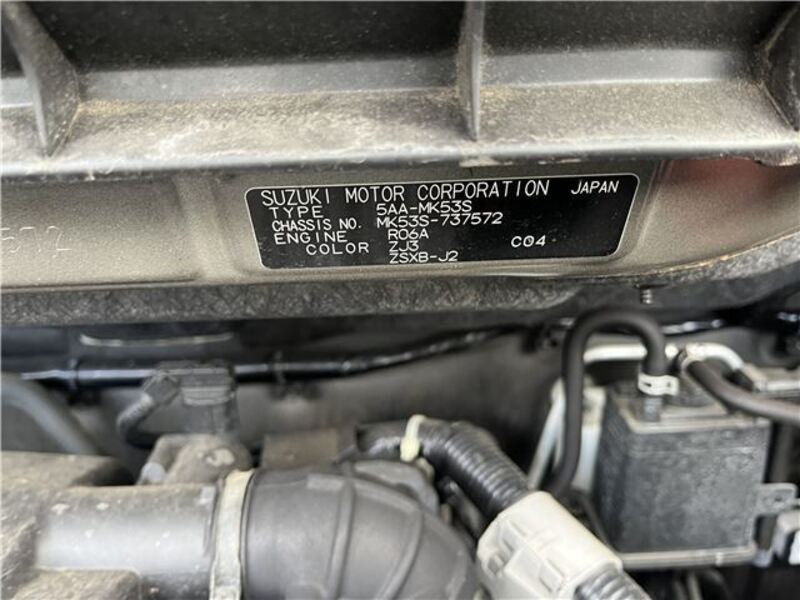 SUZUKI MOTOR CORPORATION JAPAN
TYPE 5AA-MK53S
CHASSIS NO. MK53S-737572
ENGINE R06A
COLOR ZJ3 C04
ZSXB-J2